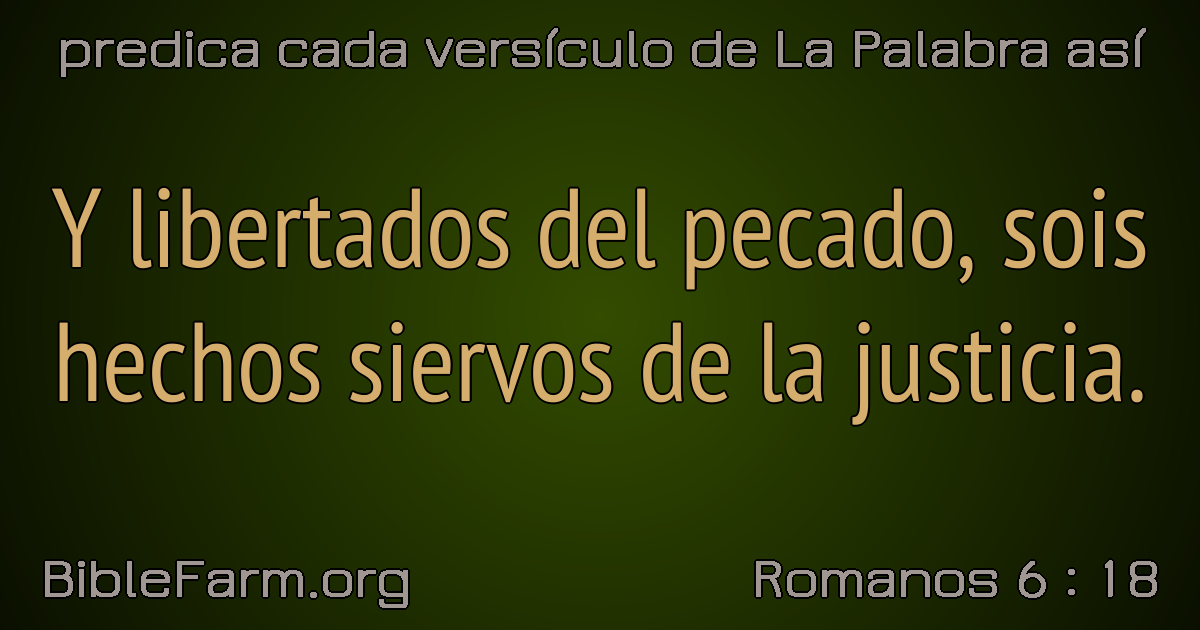 predica cada versículo de La Palabra así
Y libertados del pecado, sois
hechos siervos de la justicia.
BibleFarm.org
Romanos 6 : 18